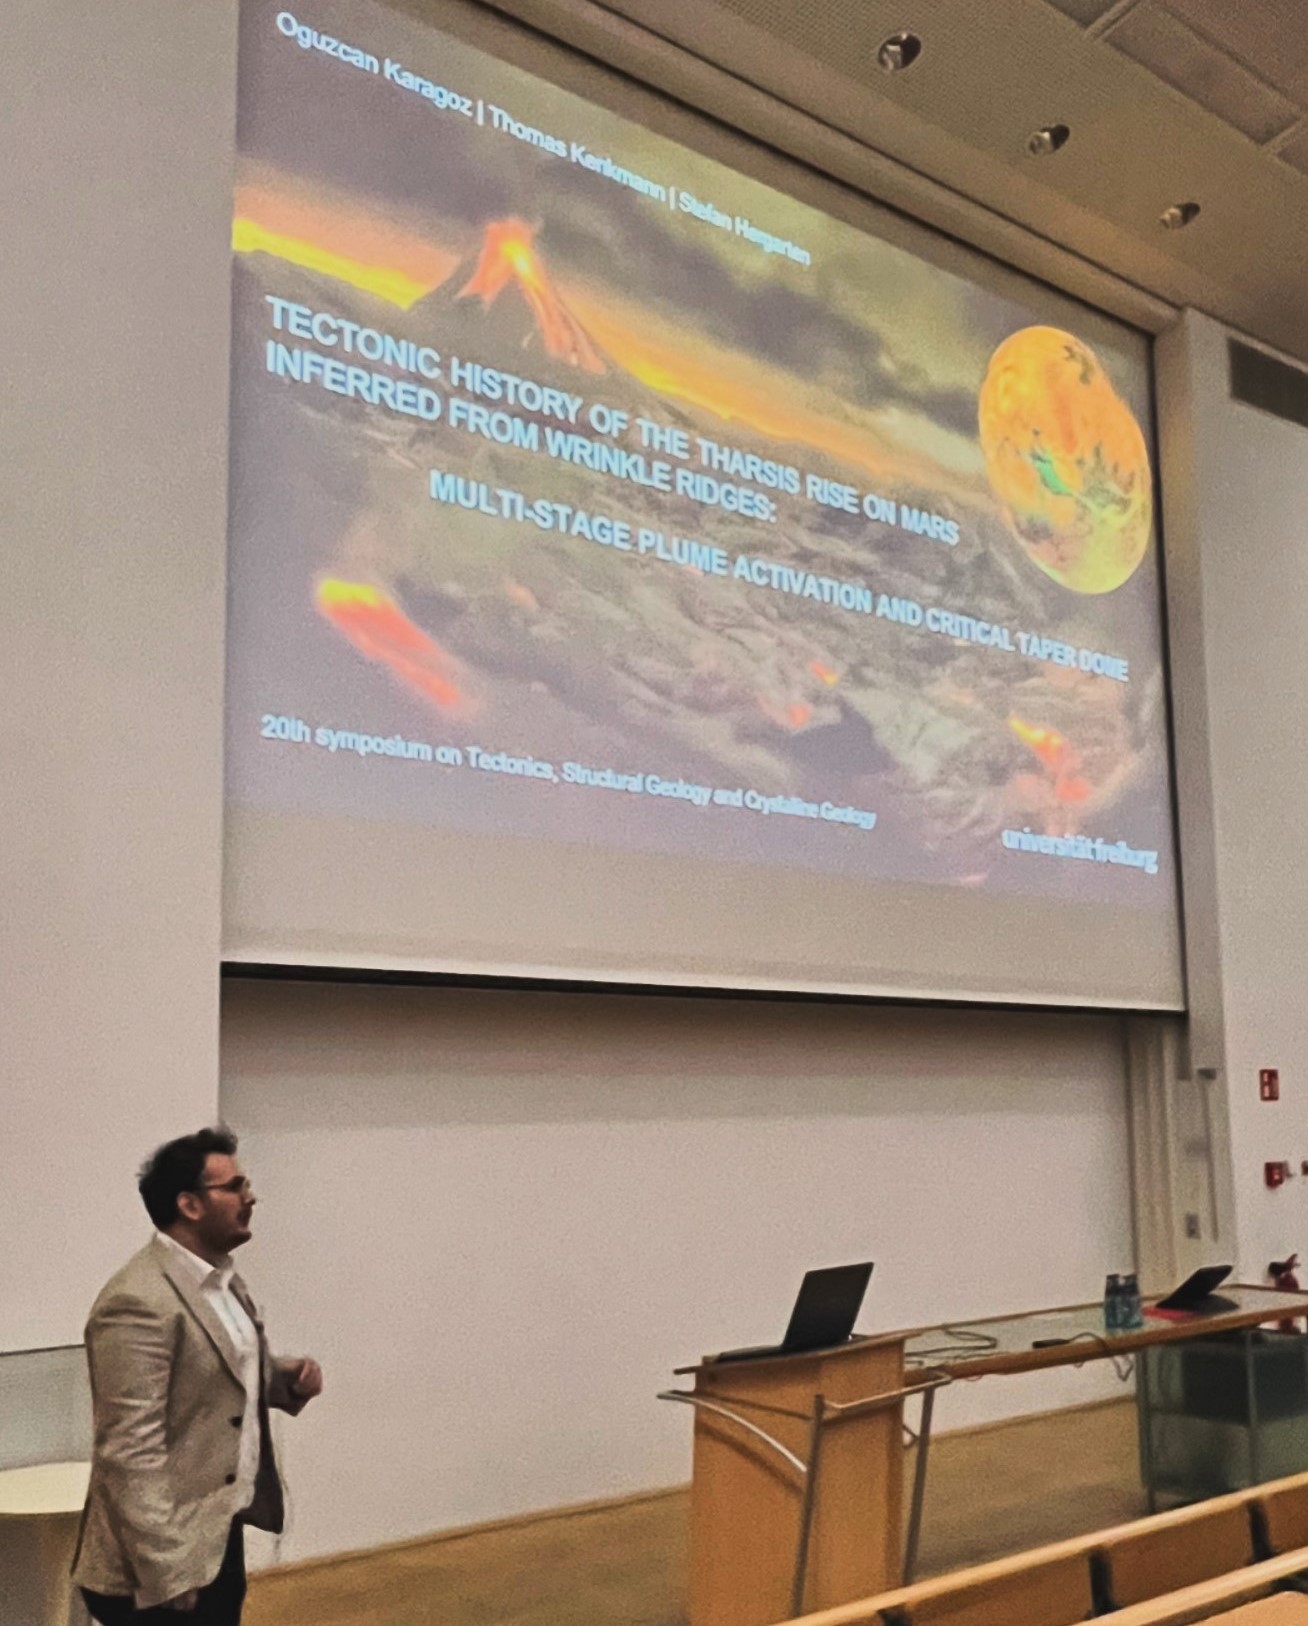 Oguzcan Karagoz | Thomas Kenkmann | Stefan Hergarten
TECTONIC HISTORY OF THE THARSIS RISE ON MARS
INFERRED FROM WRINKLE RIDGES:
MULTI-STAGE PLUME ACTIVATION AND CRITICAL TAPER DOME
20th symposium on Tectonics, Structural Geology and Crystalline Geology
universität freiburg